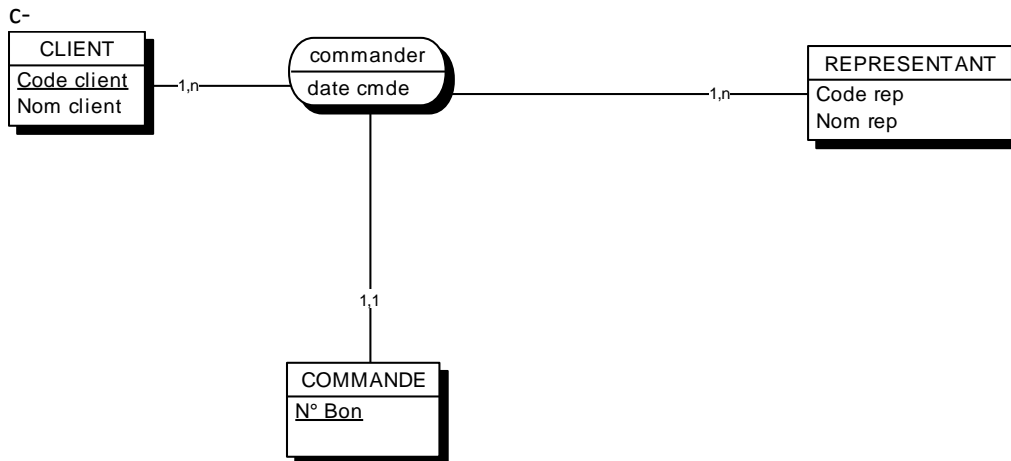 c-
CLIENT
Code client
Nom client
1,n
commander
date cmde
1,n
REPRESENTANT
Code rep
Nom rep
1,1
COMMANDE
N° Bon